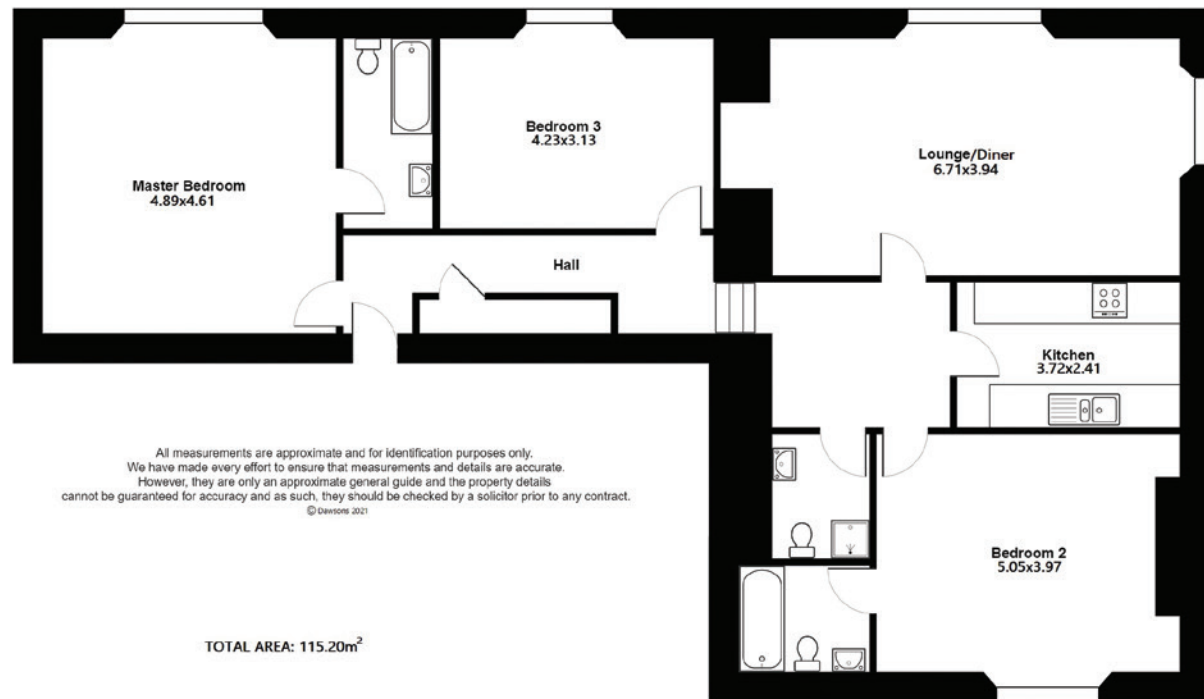 Master Bedroom
4.89x4.61
Bedroom 3
4.23x3.13
Lounge/Diner
6.71x3.94
Hall
Kitchen
3.72x2.41
Bedroom 2
5.05x3.97
All measurements are approximate and for identification purposes only.
We have made every effort to ensure that measurements and details are accurate.
However, they are only an approximate general guide and the property details
cannot be guaranteed for accuracy and as such, they should be checked by a solicitor prior to any contract.
© Dawsons 2021
TOTAL AREA: 115.20m²